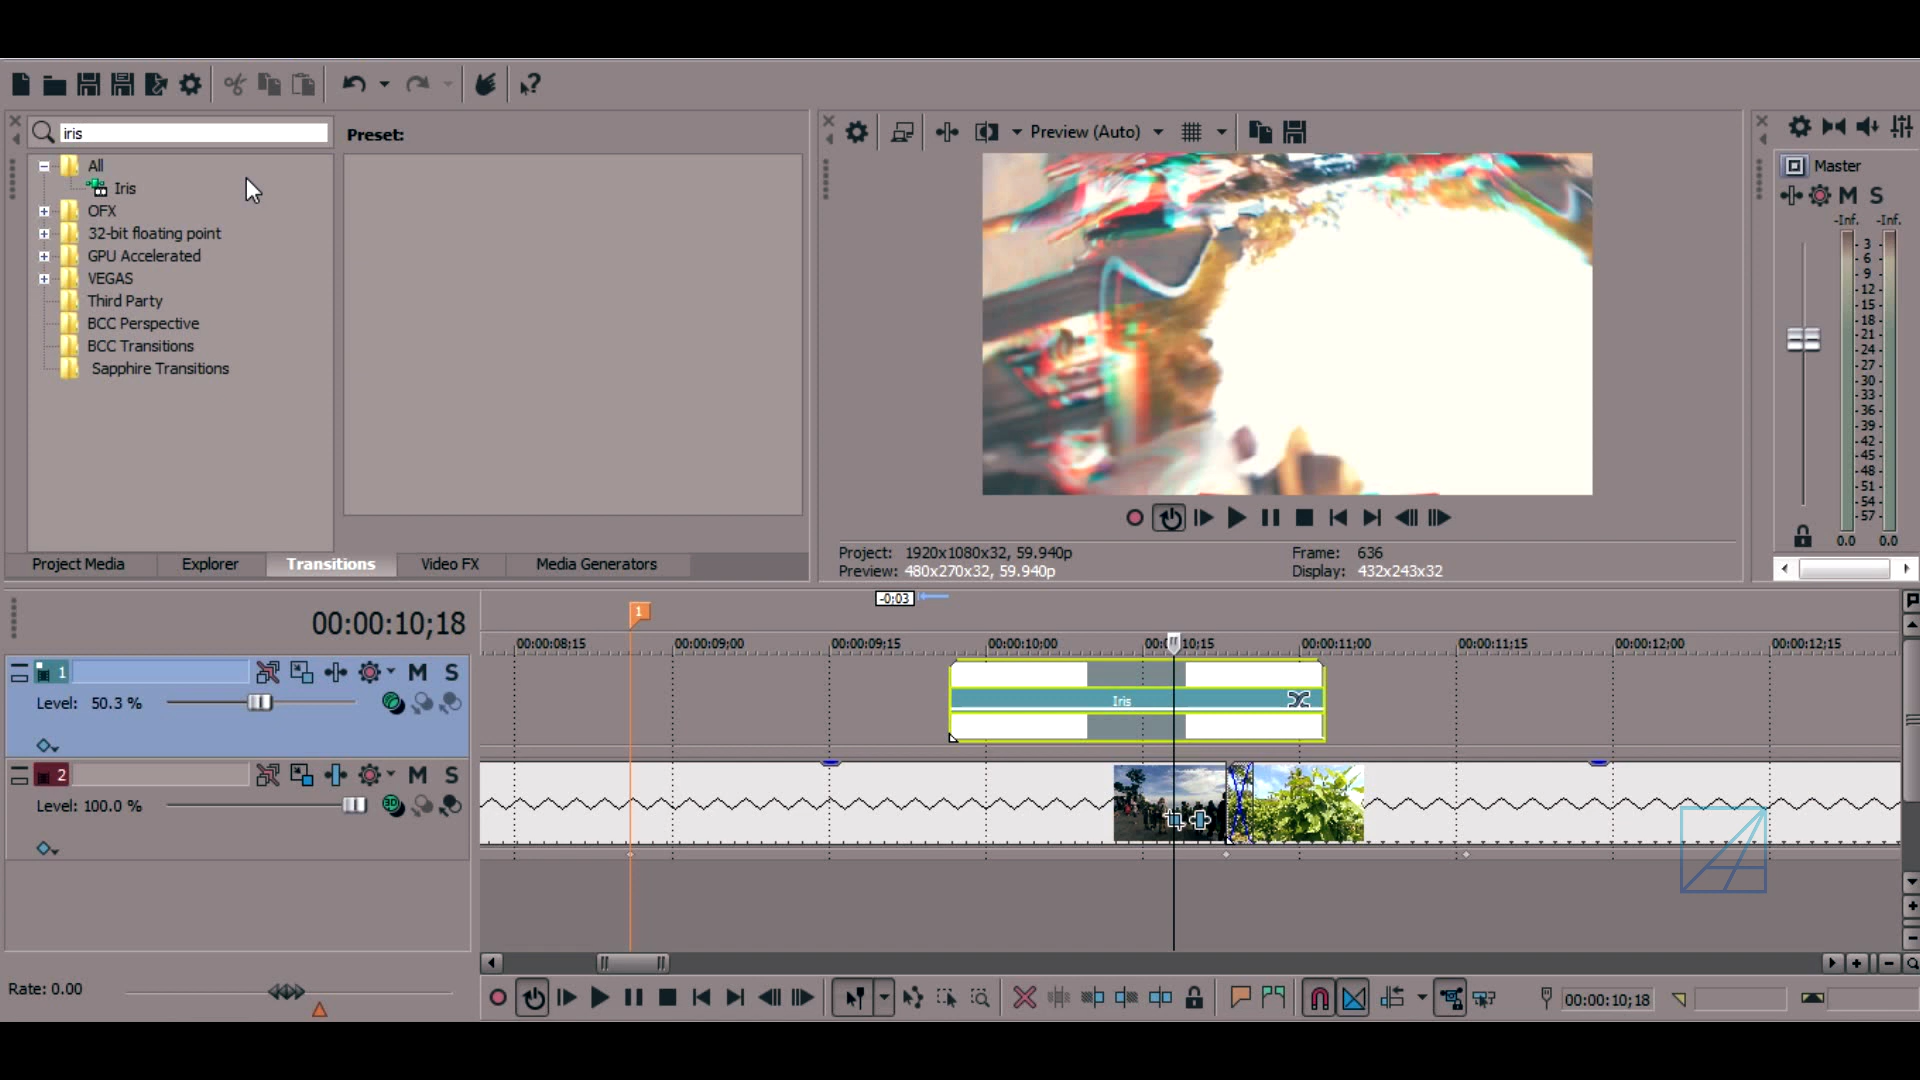 iris
Preset:
All
Iris
OFX
32-bit floating point
GPU Accelerated
VEGAS
Third Party
BCC Perspective
BCC Transitions
Sapphire Transitions
Project Media
Explorer
Transitions
Video FX
Media Generators
Preview (Auto)
Project: 1920x1080x32, 59.940p
Preview: 480x270x32, 59.940p
Frame: 636
Display: 432x243x32
Master
M S
-Inf. -Inf.
3
6
9
12
15
18
21
24
27
30
33
36
39
42
45
48
51
54
57
0.0 0.0
-0;03
00:00:10;18
1
00:00:08;15
00:00:09;00
00:00:09;15
00:00:10;00
00:00:10;15
00:00:11;00
00:00:11;15
00:00:12;00
00:00:12;15
1
M S
Level: 50.3 %
Iris
2
M S
Level: 100.0 %
3D
Rate: 0.00
00:00:10;18